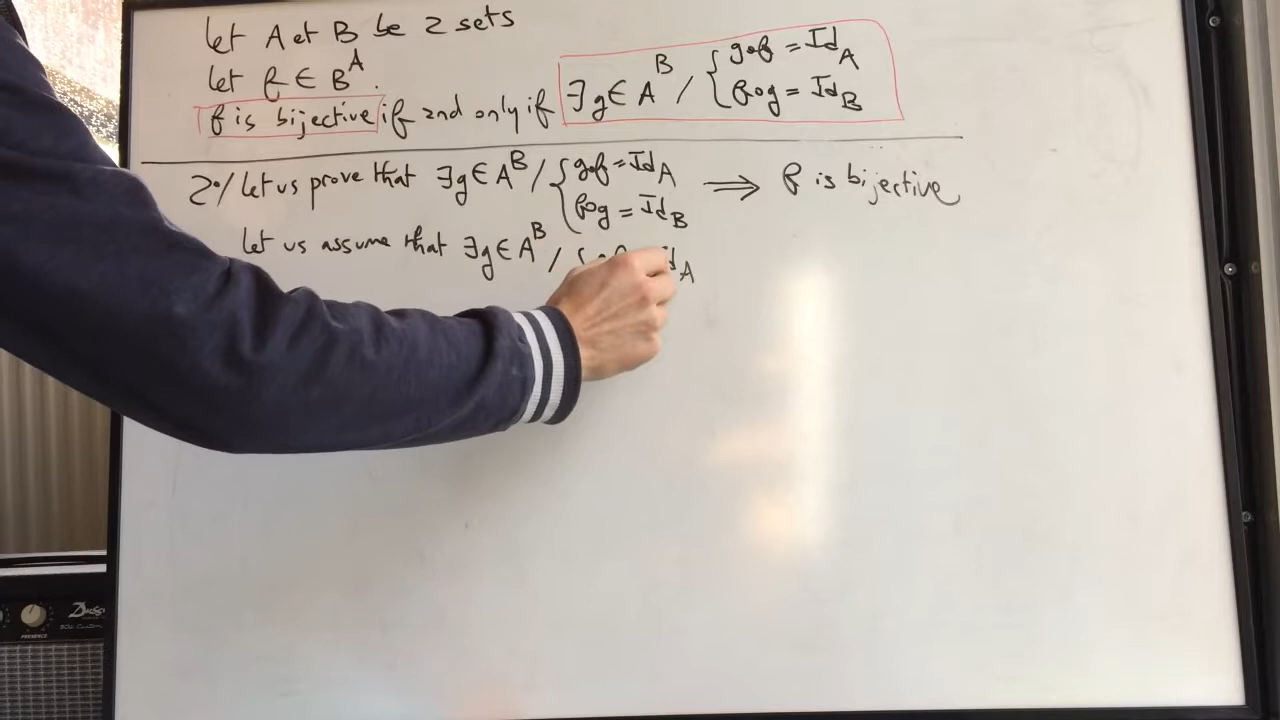 let A et B be 2 sets
let f ∈ B^A.
f is bijective if and only if ∃g ∈ A^B / { g∘f = Id_A
f∘g = Id_B
2°/ let us prove that ∃g ∈ A^B / { g∘f = Id_A ⟹ f is bijective
f∘g = Id_B
let us assume that ∃g ∈ A^B / {
PRESENCE